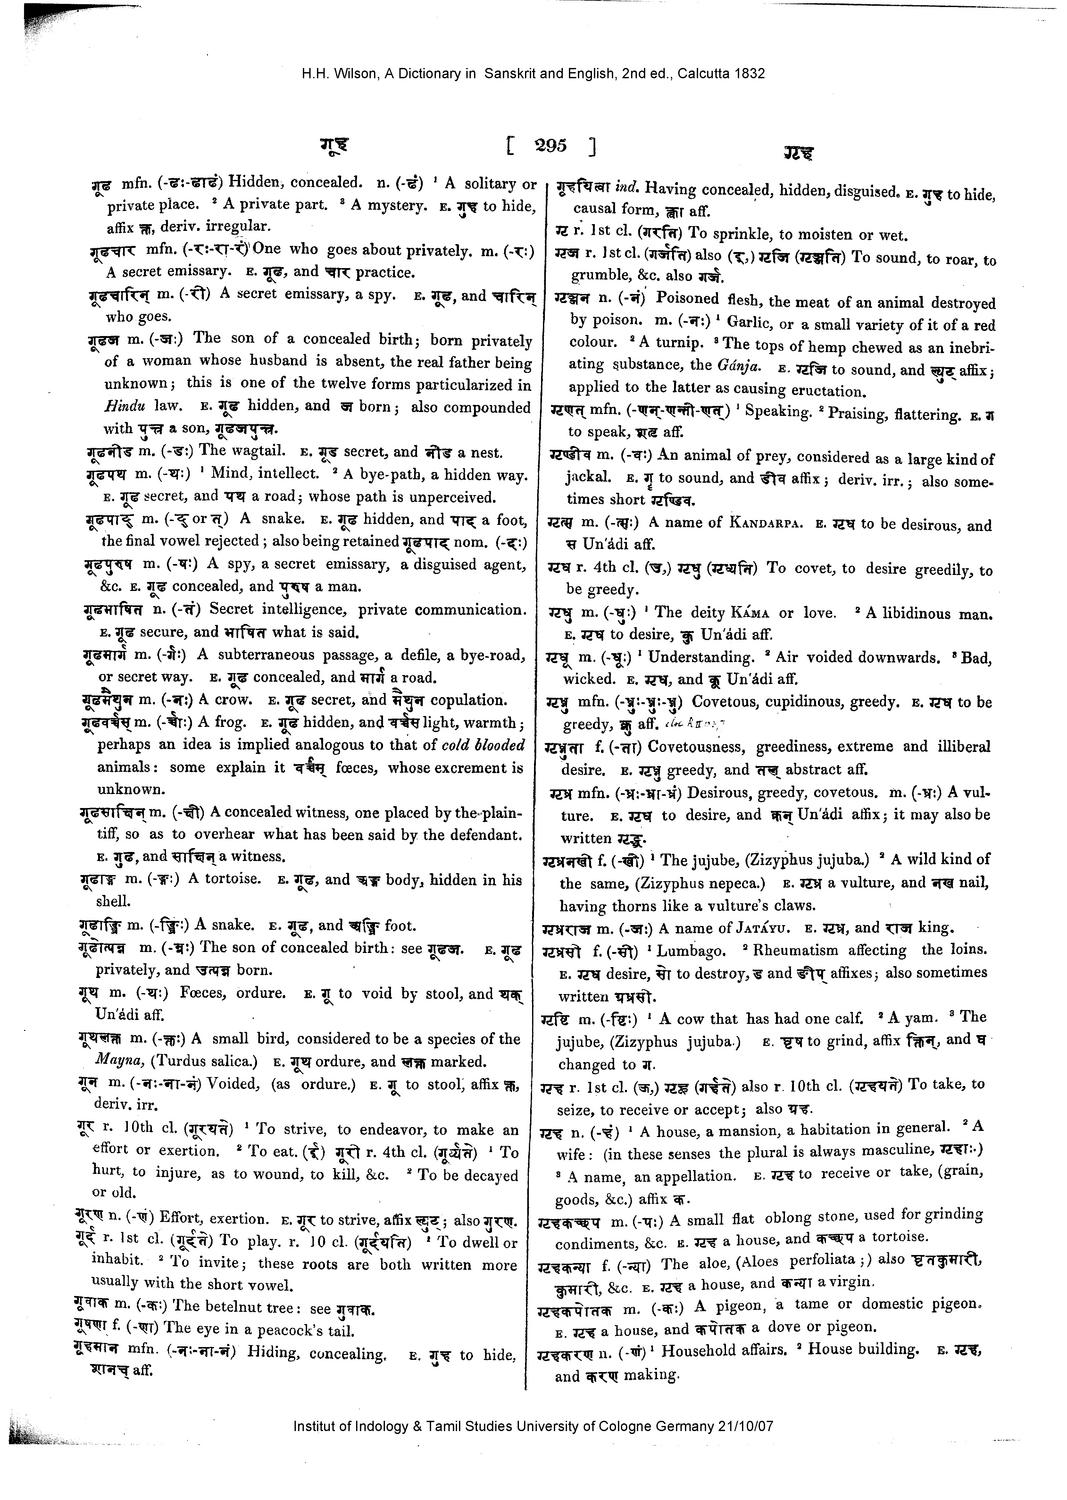 H.H. Wilson, A Dictionary in Sanskrit and English, 2nd ed., Calcutta 1832
गूह [ 295 ] गृह
गूढ mfn. (-ढः-ढाढं) Hidden, concealed. n. (-ढं) ¹ A solitary or
private place. ² A private part. ³ A mystery. E. गुह to hide,
affix क्त, deriv. irregular.
गूढचार mfn. (-रः-रा-रं) One who goes about privately. m. (-रः)
A secret emissary. E. गूढ, and चार practice.
गूढचारिन् m. (-री) A secret emissary, a spy. E. गूढ, and चारिन्
who goes.
गूढज m. (-जः) The son of a concealed birth; born privately
of a woman whose husband is absent, the real father being
unknown; this is one of the twelve forms particularized in
Hindu law. E. गूढ hidden, and ज born; also compounded
with पुत्त्र a son, गूढजपुत्त्र.
गूढनीड m. (-डः) The wagtail. E. गूढ secret, and नीड a nest.
गूढपथ m. (-थः) ¹ Mind, intellect. ² A bye-path, a hidden way.
E. गूढ secret, and पथ a road; whose path is unperceived.
गूढपाद् m. (-द् or त्) A snake. E. गूढ hidden, and पाद् a foot,
the final vowel rejected; also being retained गूढपाद nom. (-दः)
गूढपुरुष m. (-षः) A spy, a secret emissary, a disguised agent,
&c. E. गूढ concealed, and पुरुष a man.
गूढभाषित n. (-तं) Secret intelligence, private communication.
E. गूढ secure, and भाषित what is said.
गूढमार्ग m. (-र्गः) A subterraneous passage, a defile, a bye-road,
or secret way. E. गूढ concealed, and मार्ग a road.
गूढमैथुन m. (-नः) A crow. E. गूढ secret, and मैथुन copulation.
गूढवर्च्चस् m. (-र्च्चाः) A frog. E. गूढ hidden, and वर्च्चस् light, warmth;
perhaps an idea is implied analogous to that of cold blooded
animals: some explain it वर्च्चस् fœces, whose excrement is
unknown.
गूढसाक्षिन् m. (-क्षी) A concealed witness, one placed by the plain-
tiff, so as to overhear what has been said by the defendant.
E. गुढ, and साक्षिन् a witness.
गूढाङ्ग m. (-ङ्गः) A tortoise. E. गूढ, and अङ्ग body, hidden in his
shell.
गूढाङ्घ्रि m. (-ङ्घ्रिः) A snake. E. गूढ, and अङ्घ्रि foot.
गूढोत्पन्न m. (-न्नः) The son of concealed birth: see गूढज. E. गूढ
privately, and उत्पन्न born.
गूथ m. (-थः) Fœces, ordure. E. गू to void by stool, and थक्
Un'ádi aff.
गूथलक्त m. (-क्तः) A small bird, considered to be a species of the
Mayna, (Turdus salica.) E. गूथ ordure, and लक्त marked.
गून m. (-नः-ना-नं) Voided, (as ordure.) E. गू to stool, affix क्त,
deriv. irr.
गूर r. 10th cl. (गूरयते) ¹ To strive, to endeavor, to make an
effort or exertion. ² To eat. (ई) गूरी r. 4th cl. (गूर्य्यते) ¹ To
hurt, to injure, as to wound, to kill, &c. ² To be decayed
or old.
गूरण n. (-णं) Effort, exertion. E. गूर to strive, affix ल्युट्; also गुरण.
गूर्द r. 1st cl. (गूर्द्दते) To play. r. 10 cl. (गूर्द्दयति) ¹ To dwell or
inhabit. ² To invite; these roots are both written more
usually with the short vowel.
गूवाक m. (-कः) The betelnut tree: see गुवाक.
गूषणा f. (-णा) The eye in a peacock's tail.
गूहमान mfn. (-नः-ना-नं) Hiding, concealing. E. गुह to hide,
शानच् aff.
गूहयित्वा ind. Having concealed, hidden, disguised. E. गुह to hide,
causal form, क्त्वा aff.
गृ r. 1st cl. (गरति) To sprinkle, to moisten or wet.
गृज r. 1st cl. (गर्जति) also (इ,) गृजि (गृञ्जति) To sound, to roar, to
grumble, &c. also गर्ज.
गृञ्जन n. (-नं) Poisoned flesh, the meat of an animal destroyed
by poison. m. (-नः) ¹ Garlic, or a small variety of it of a red
colour. ² A turnip. ³ The tops of hemp chewed as an inebri-
ating substance, the Gánja. E. गृजि to sound, and ल्युट् affix;
applied to the latter as causing eructation.
गृणत् mfn. (-णन्-णन्ती-णत्) ¹ Speaking. ² Praising, flattering. E. ग
to speak, शतृ aff.
गृण्डीव m. (-वः) An animal of prey, considered as a large kind of
jackal. E. गॄ to sound, and डीव affix; deriv. irr.; also some-
times short गृण्डिव.
गृत्स m. (-त्सः) A name of KANDARPA. E. गृध to be desirous, and
स Un'ádi aff.
गृध r. 4th cl. (उ,) गृधु (गृध्यति) To covet, to desire greedily, to
be greedy.
गृधु m. (-धुः) ¹ The deity KÁMA or love. ² A libidinous man.
E. गृध to desire, कु Un'ádi aff.
गृधू m. (-धूः) ¹ Understanding. ² Air voided downwards. ³ Bad,
wicked. E. गृध, and कू Un'ádi aff.
गृध्नु mfn. (-ध्नुः-ध्नुः-ध्नु) Covetous, cupidinous, greedy. E. गृध to be
greedy, क्नु aff.
गृध्नुता f. (-ता) Covetousness, greediness, extreme and illiberal
desire. E. गृध्नु greedy, and तल् abstract aff.
गृध्र mfn. (-ध्रः-ध्रा-ध्रं) Desirous, greedy, covetous. m. (-ध्रः) A vul-
ture. E. गृध to desire, and क्रन् Un'ádi affix; it may also be
written गृद्ध्र.
गृध्रनखी f. (-खी) ¹ The jujube, (Zizyphus jujuba.) ² A wild kind of
the same, (Zizyphus nepeca.) E. गृध्र a vulture, and नख nail,
having thorns like a vulture's claws.
गृध्रराज m. (-जः) A name of JATÁYU. E. गृध्र, and राज king.
गृध्रसी f. (-सी) ¹ Lumbago. ² Rheumatism affecting the loins.
E. गृध desire, सो to destroy, ड and ङीप् affixes; also sometimes
written ग्रध्रसी.
गृष्टि m. (-ष्टिः) ¹ A cow that has had one calf. ² A yam. ³ The
jujube, (Zizyphus jujuba.) E. घृष to grind, affix क्तिन्, and घ
changed to ग.
गृह r. 1st cl. (ऊ,) गृहू (गर्हते) also r. 10th cl. (गृहयते) To take, to
seize, to receive or accept; also ग्रह.
गृह n. (-हं) ¹ A house, a mansion, a habitation in general. ² A
wife: (in these senses the plural is always masculine, गृहाः.)
³ A name, an appellation. E. गृह to receive or take, (grain,
goods, &c.) affix क.
गृहकच्छप m. (-पः) A small flat oblong stone, used for grinding
condiments, &c. E. गृह a house, and कच्छप a tortoise.
गृहकन्या f. (-न्या) The aloe, (Aloes perfoliata;) also घृतकुमारी,
कुमारी, &c. E. गृह a house, and कन्या a virgin.
गृहकपोतक m. (-कः) A pigeon, a tame or domestic pigeon.
E. गृह a house, and कपोतक a dove or pigeon.
गृहकरण n. (-णं) ¹ Household affairs. ² House building. E. गृह,
and करण making.
Institut of Indology & Tamil Studies University of Cologne Germany 21/10/07